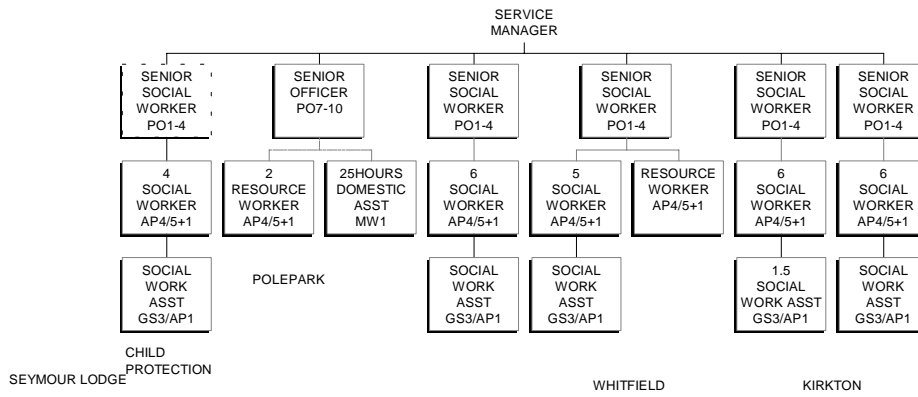 SERVICE
MANAGER
SENIOR
SOCIAL
WORKER
PO1-4
SENIOR
OFFICER
PO7-10
SENIOR
SOCIAL
WORKER
PO1-4
SENIOR
SOCIAL
WORKER
PO1-4
SENIOR
SOCIAL
WORKER
PO1-4
SENIOR
SOCIAL
WORKER
PO1-4
4
SOCIAL
WORKER
AP4/5+1
2
RESOURCE
WORKER
AP4/5+1
25HOURS
DOMESTIC
ASST
MW1
6
SOCIAL
WORKER
AP4/5+1
5
SOCIAL
WORKER
AP4/5+1
RESOURCE
WORKER
AP4/5+1
6
SOCIAL
WORKER
AP4/5+1
6
SOCIAL
WORKER
AP4/5+1
SOCIAL
WORK
ASST
GS3/AP1
POLEPARK
SOCIAL
WORK
ASST
GS3/AP1
SOCIAL
WORK
ASST
GS3/AP1
1.5
SOCIAL
WORK ASST
GS3/AP1
SOCIAL
WORK
ASST
GS3/AP1
CHILD
PROTECTION
SEYMOUR LODGE
WHITFIELD
KIRKTON